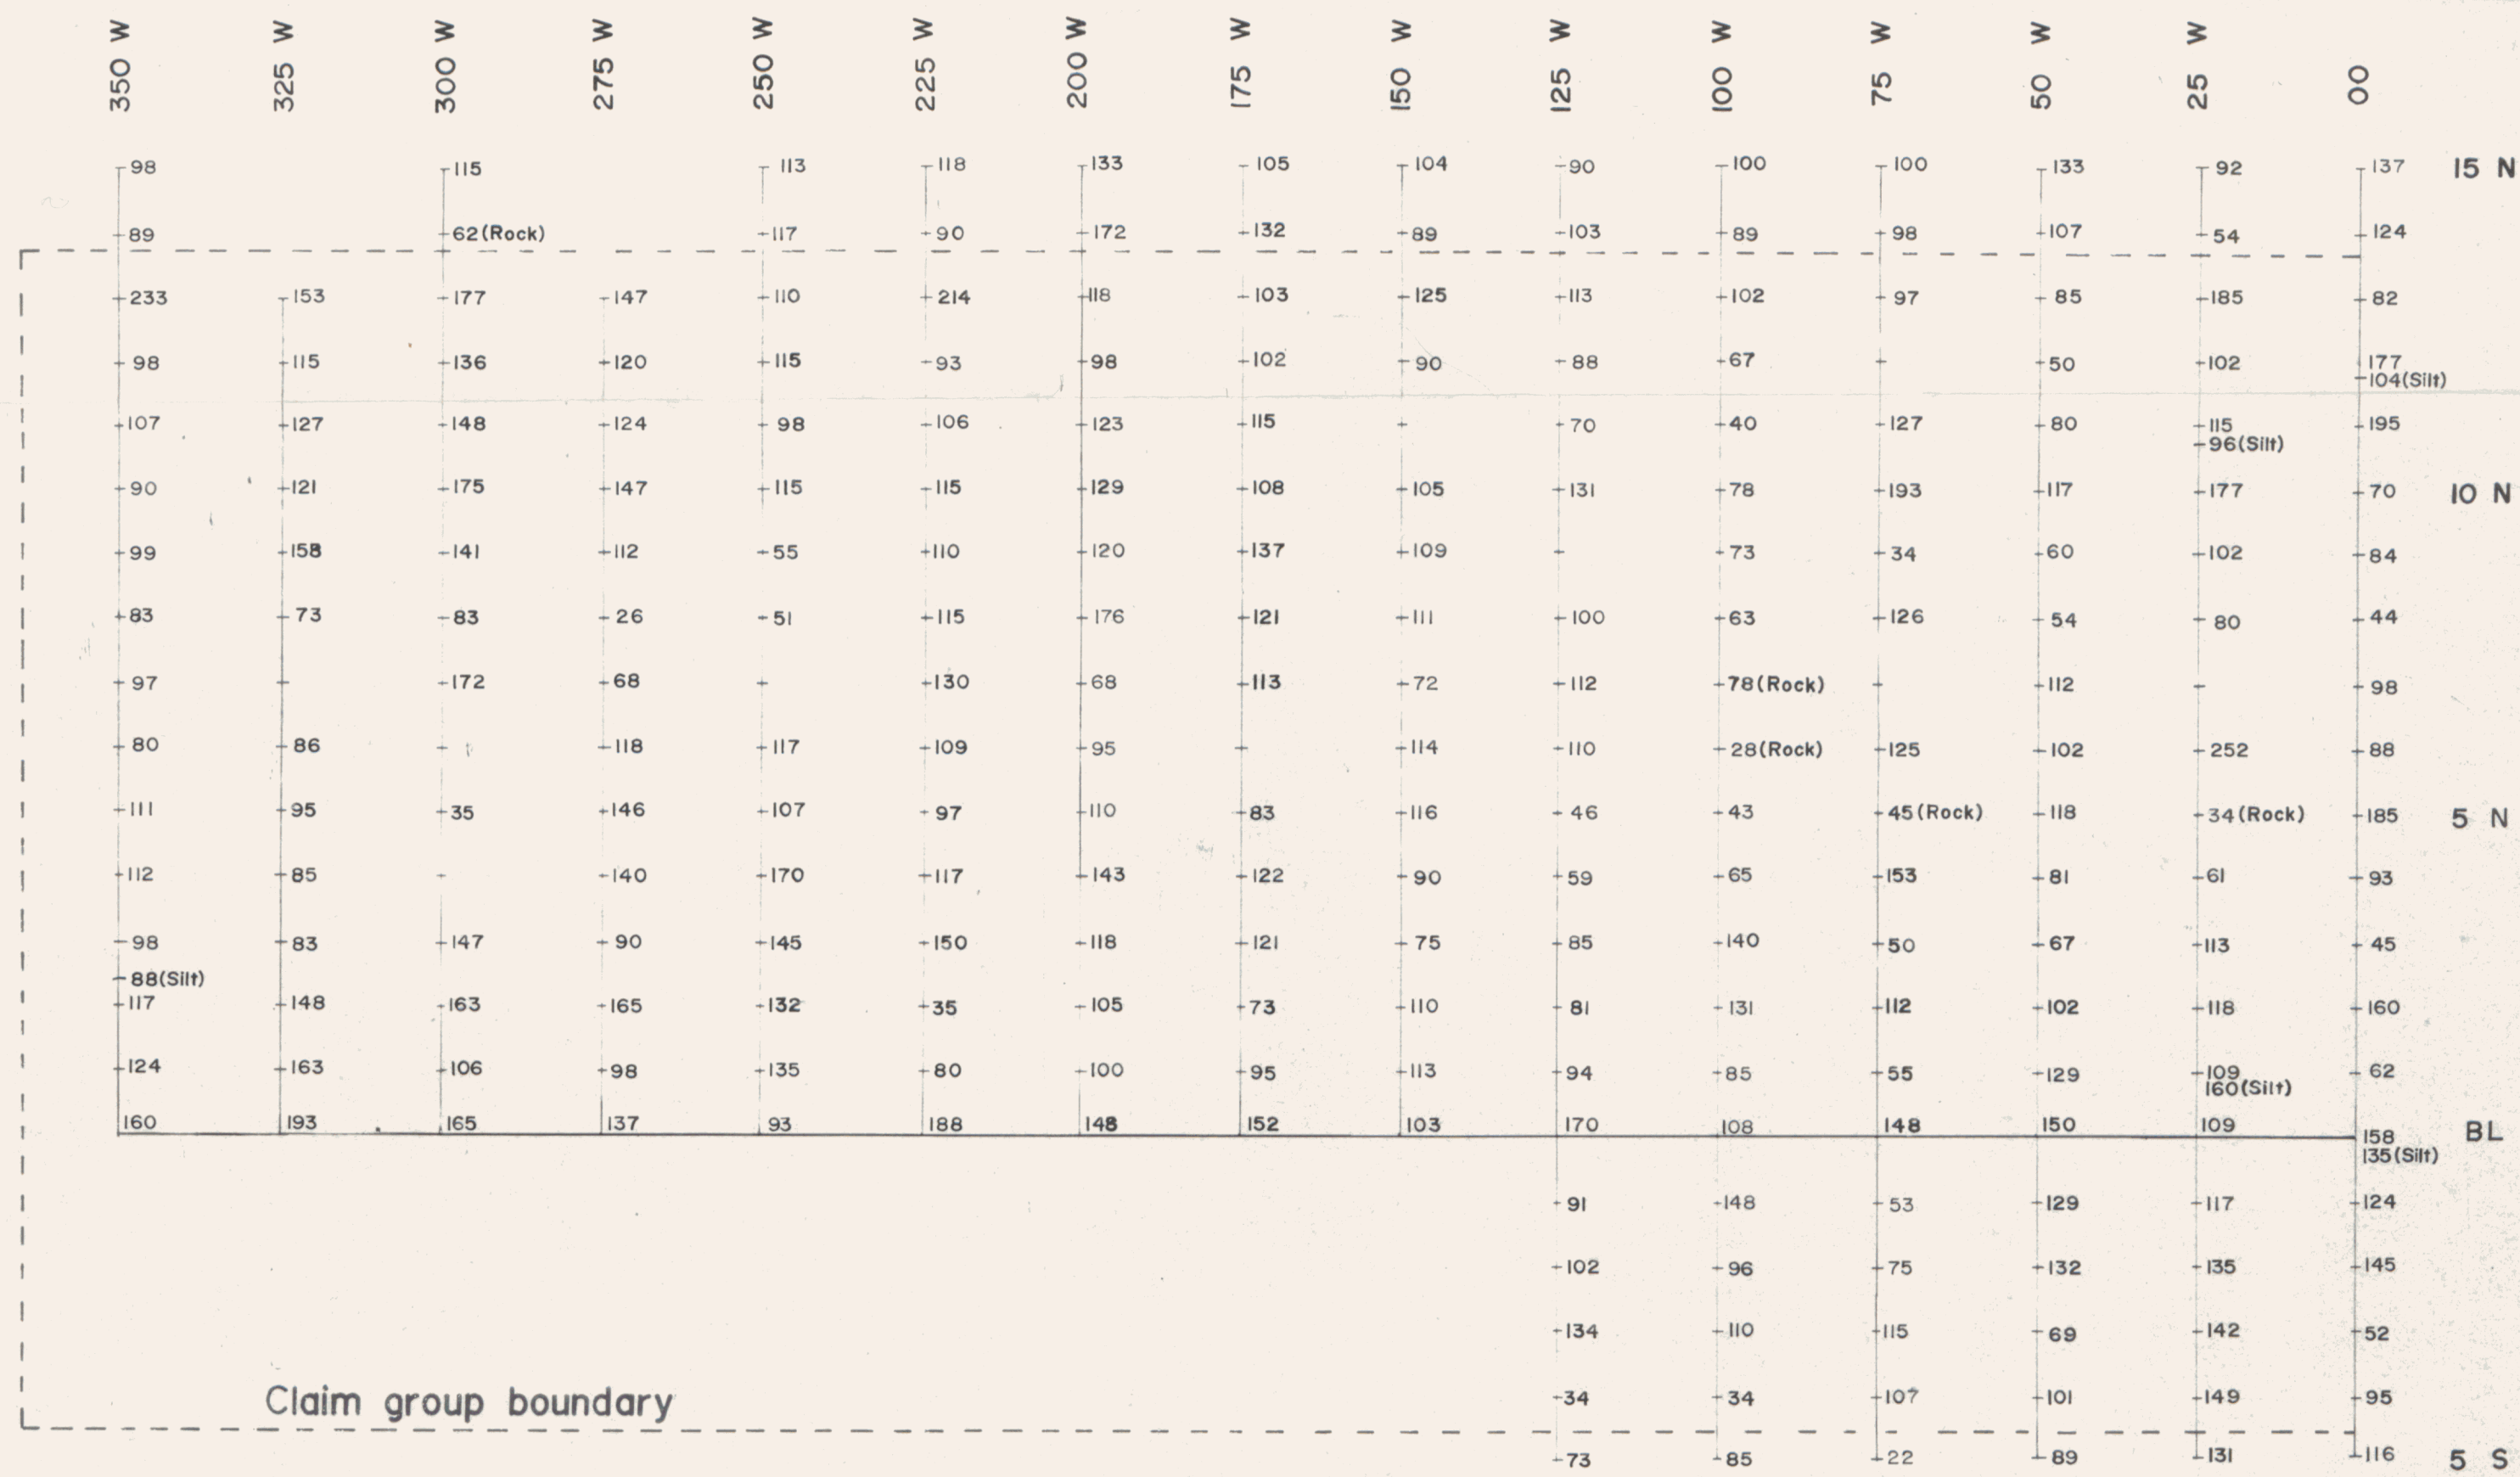 350 W 325 W 300 W 275 W 250 W 225 W 200 W 175 W 150 W 125 W 100 W 75 W 50 W 25 W 00
98 115 113 118 133 105 104 90 100 100 133 92 137 15 N
89 62(Rock) 117 90 172 132 89 103 89 98 107 54 124
233 153 177 147 110 214 118 103 125 113 102 97 85 185 82
98 115 136 120 115 93 98 102 90 88 67 50 102 177
104(Silt)
107 127 148 124 98 106 123 115 70 40 127 80 115 195
96(Silt)
90 121 175 147 115 115 129 108 105 131 78 193 117 177 70 10 N
99 141 112 55 110 120 137 109 73 34 60 102 84
83 73 83 26 51 115 176 121 111 100 63 126 54 80 44
97 172 68 130 68 113 72 112 78(Rock) 112 98
80 86 118 117 109 95 114 110 28(Rock) 125 102 252 88
111 95 35 146 107 97 110 83 116 46 43 45(Rock) 118 34(Rock) 185 5 N
112 85 140 170 117 143 122 90 59 65 153 81 61 93
98 83 147 90 145 150 118 121 75 85 140 50 67 113 45
88(Silt)
117 148 163 165 132 35 105 73 110 81 131 112 102 118 160
124 163 106 98 135 80 100 95 113 94 85 55 129 109 62
160(Silt)
160 193 165 137 93 188 148 152 103 170 108 148 150 109 158 BL
135(Silt)
91 148 53 129 117 124
102 96 75 132 135 145
134 110 115 69 142 52
Claim group boundary 34 34 107 101 149 95
73 85 22 89 131 116 5 S